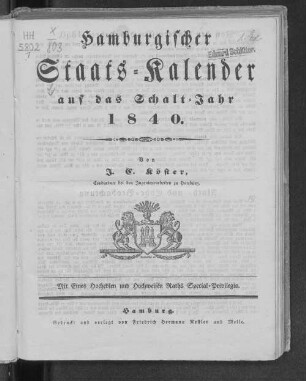 HH
Hamburgischer
Staats-Kalender
auf das Schalt-Jahr
1840.
Von
J. C. Köster,
Mit Eines Hochedlen und Hochweisen Raths Special-Privilegio.
Hamburg,
Gedruckt und verlegt von Friedrich Hermann Nestler und Melle.